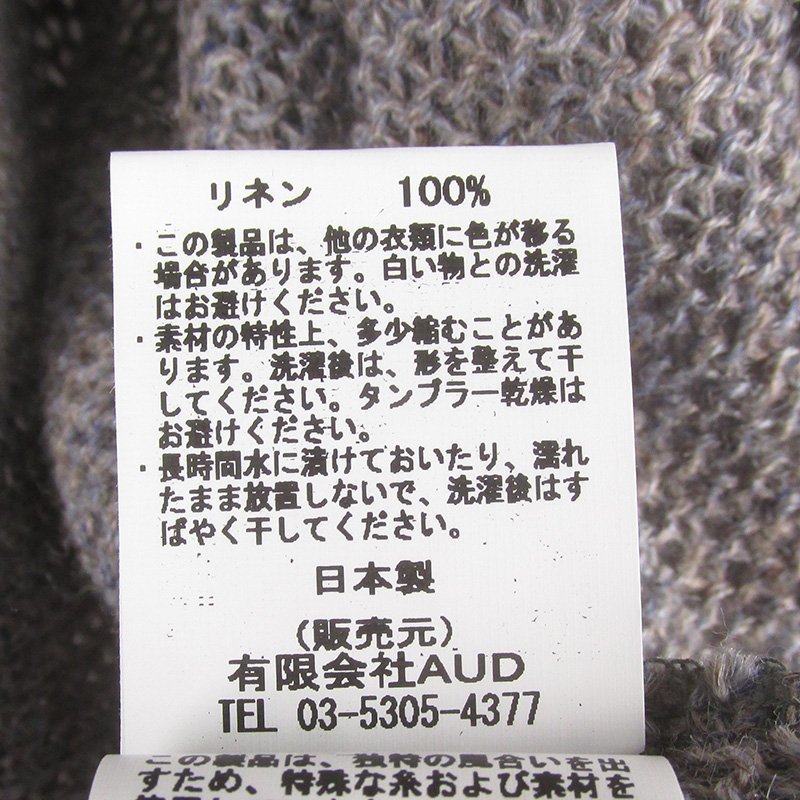 リネン 100%
・この製品は、他の衣類に色が移る
場合があります。白い物との洗濯
はお避けください。
・素材の特性上、多少縮むことがあ
ります。洗濯後は、形を整えて干
してください。タンブラー乾燥は
お避けください。
・長時間水に漬けておいたり、濡れ
たまま放置しないで、洗濯後はす
ばやく干してください。
日本製
(販売元)
有限会社AUD
TEL 03-5305-4377
この製品は、独特の風合いを出
すため、特殊な糸および素材を